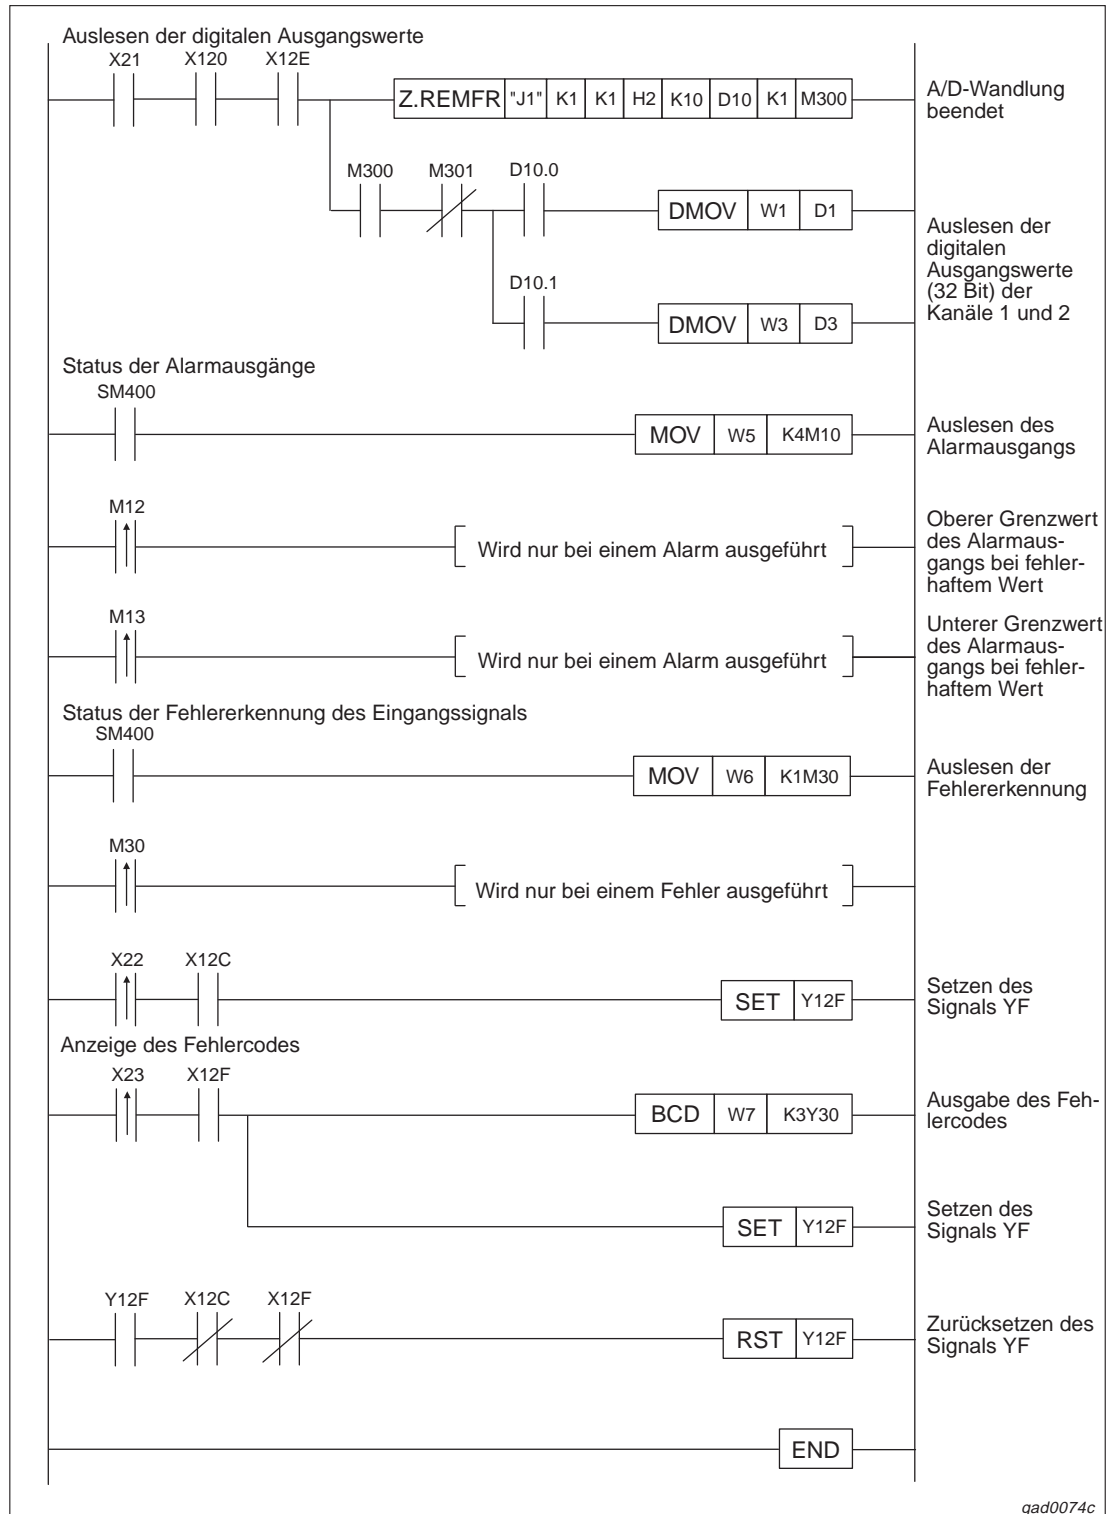 Auslesen der digitalen Ausgangswerte
X21 X120 X12E
Z.REMFR "J1" K1 K1 H2 K10 D10 K1 M300
A/D-Wandlung
beendet
M300 M301 D10.0
DMOV W1 D1
Auslesen der
digitalen
Ausgangswerte
(32 Bit) der
Kanäle 1 und 2
D10.1
DMOV W3 D3
Status der Alarmausgänge
SM400
MOV W5 K4M10
Auslesen des
Alarmausgangs
M12
Wird nur bei einem Alarm ausgeführt
Oberer Grenzwert
des Alarmaus-
gangs bei fehler-
haftem Wert
M13
Wird nur bei einem Alarm ausgeführt
Unterer Grenzwert
des Alarmaus-
gangs bei fehler-
haftem Wert
Status der Fehlererkennung des Eingangssignals
SM400
MOV W6 K1M30
Auslesen der
Fehlererkennung
M30
Wird nur bei einem Fehler ausgeführt
X22 X12C
SET Y12F
Setzen des
Signals YF
Anzeige des Fehlercodes
X23 X12F
BCD W7 K3Y30
Ausgabe des Feh-
lercodes
SET Y12F
Setzen des
Signals YF
Y12F X12C X12F
RST Y12F
Zurücksetzen des
Signals YF
END
qad0074c